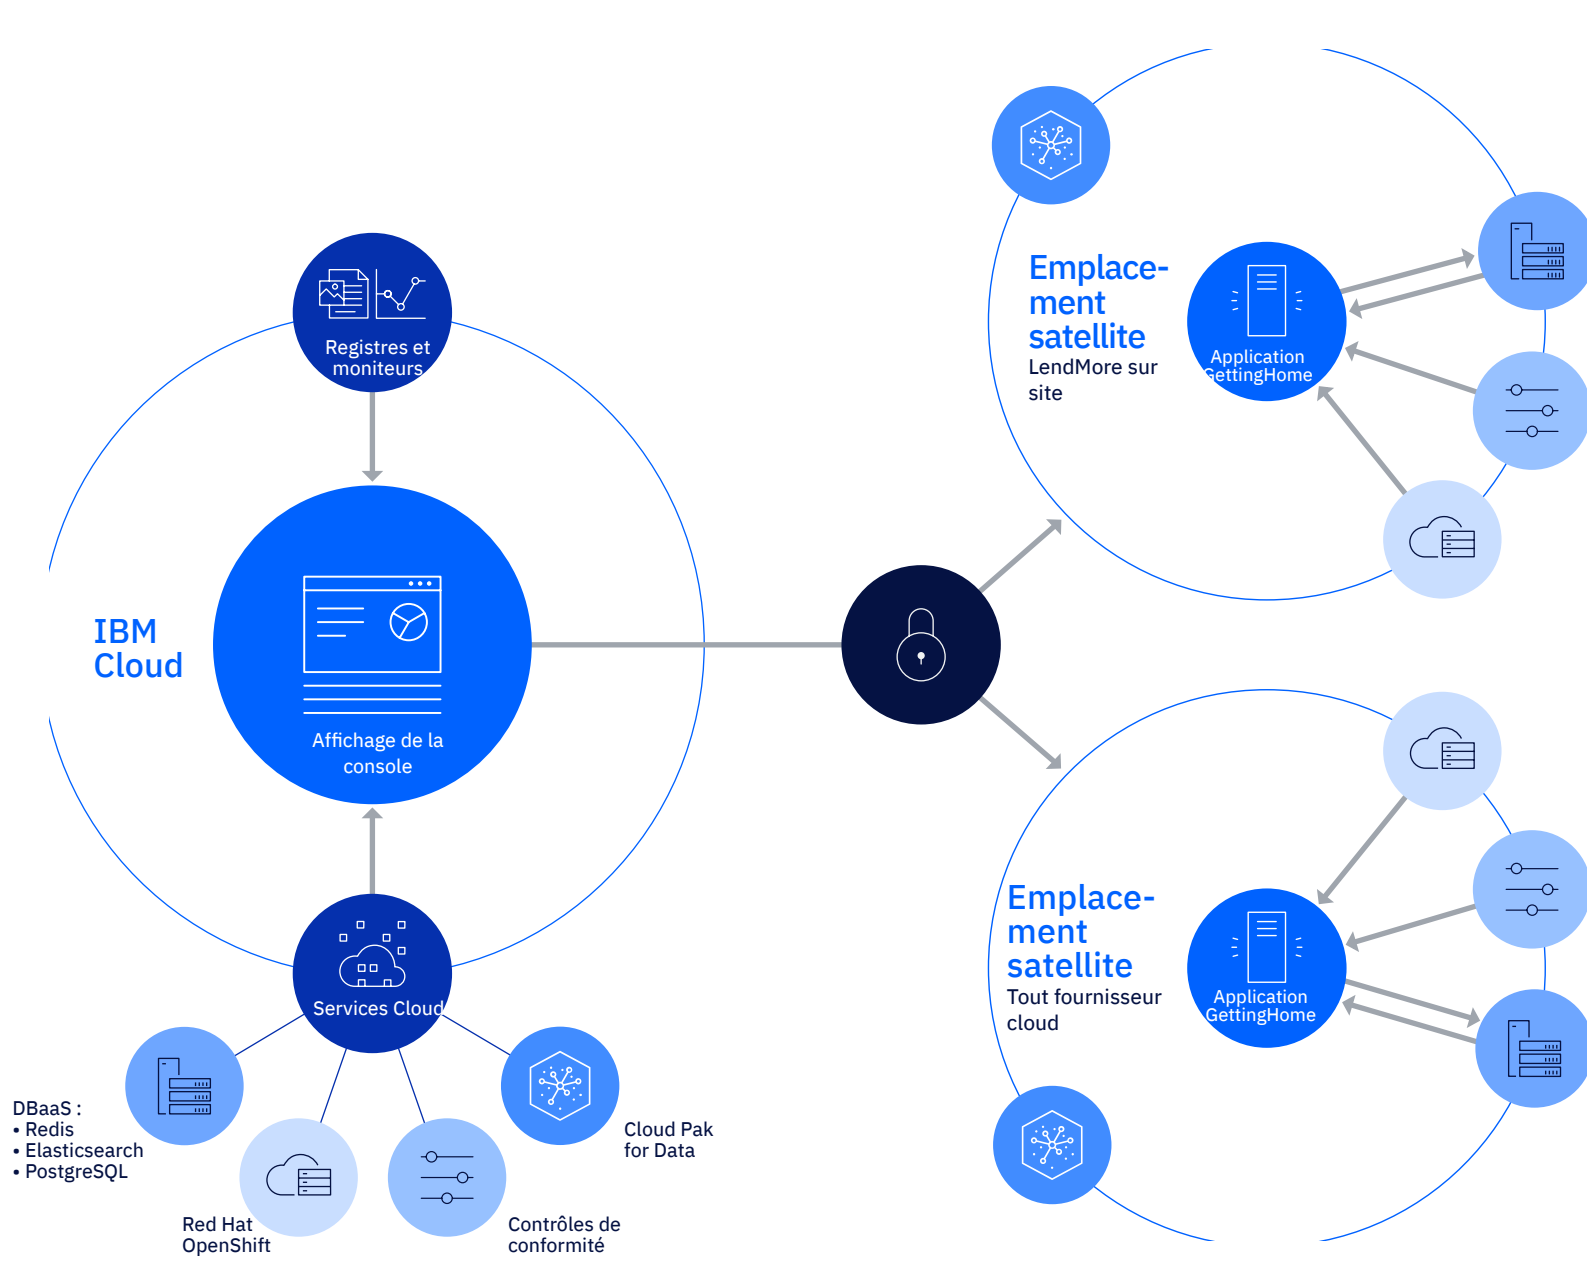 Registres et
moniteurs
IBM
Cloud
Affichage de la
console
Services Cloud
DBaaS :
• Redis
• Elasticsearch
• PostgreSQL
Red Hat
OpenShift
Contrôles de
conformité
Cloud Pak
for Data
Emplace-
ment
satellite
LendMore sur
site
Application
GettingHome
Emplace-
ment
satellite
Tout fournisseur
cloud
Application
GettingHome